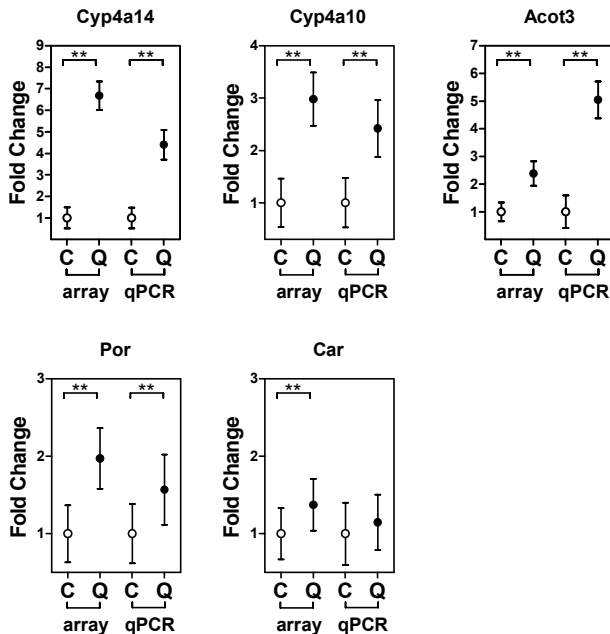 Cyp4a14
Fold Change
9
8
7
6
5
4
3
2
1
** **
C Q C Q
array qPCR
Cyp4a10
Fold Change
4
3
2
1
** **
C Q C Q
array qPCR
Acot3
Fold Change
7
6
5
4
3
2
1
** **
C Q C Q
array qPCR
Por
Fold Change
3
2
1
** **
C Q C Q
array qPCR
Car
Fold Change
3
2
1
**
C Q C Q
array qPCR